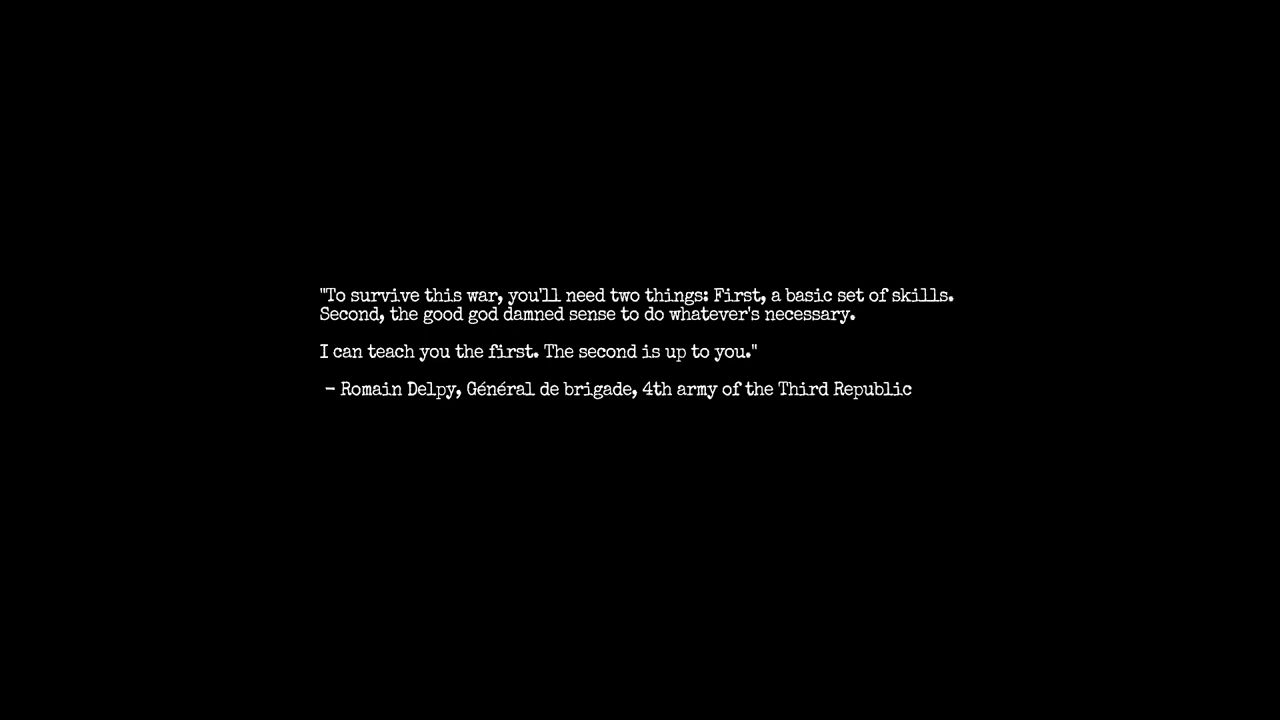 "To survive this war, you'll need two things: First, a basic set of skills.
Second, the good god damned sense to do whatever's necessary.
I can teach you the first. The second is up to you."
– Romain Delpy, Général de brigade, 4th army of the Third Republic